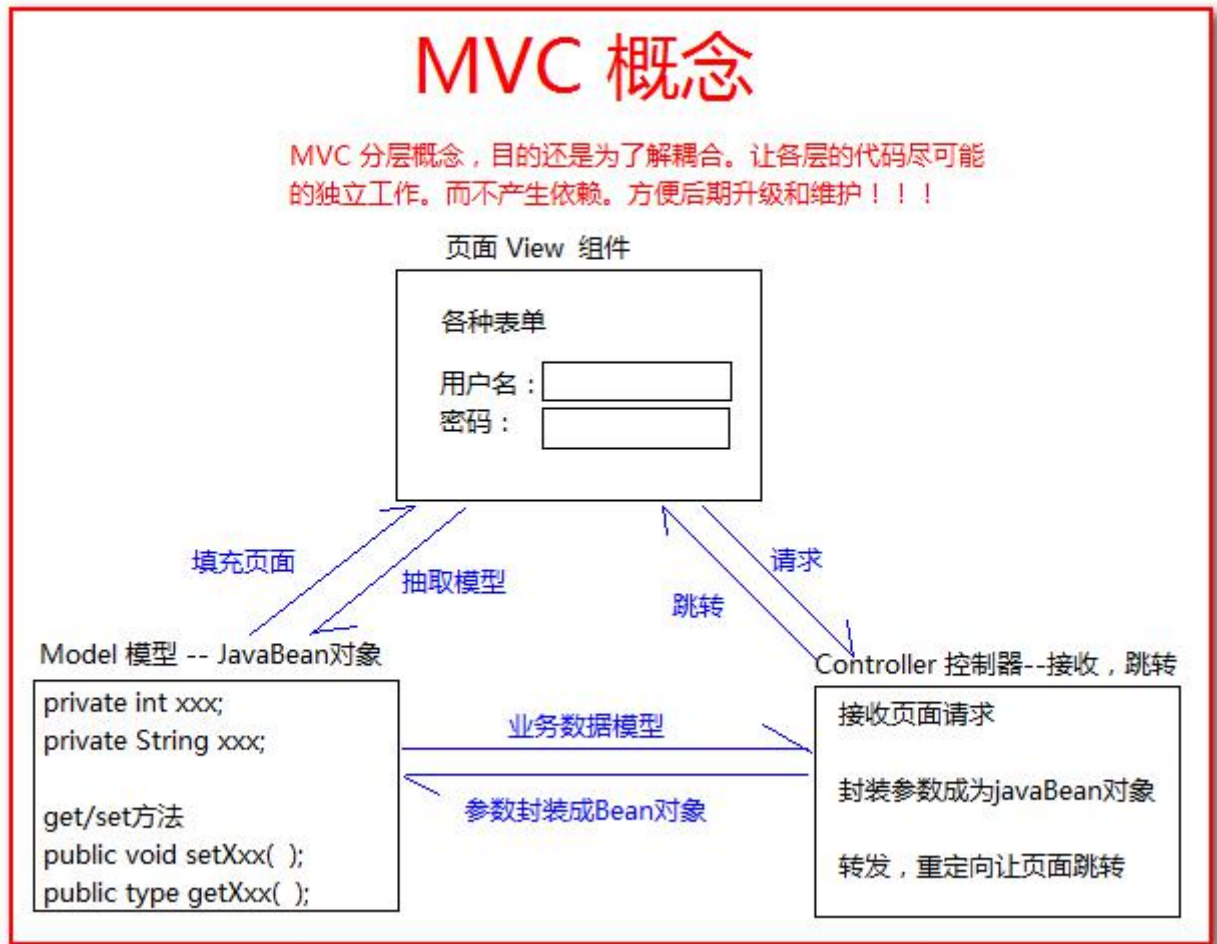 MVC 概念
MVC 分层概念，目的还是为了解耦合。让各层的代码尽可能
的独立工作。而不产生依赖。方便后期升级和维护！！！
页面 View 组件
各种表单
用户名：
密码：
填充页面
抽取模型
请求
跳转
Model 模型 -- JavaBean对象
private int xxx;
private String xxx;
get/set方法
public void setXxx( );
public type getXxx( );
业务数据模型
参数封装成Bean对象
Controller 控制器--接收，跳转
接收页面请求
封装参数成为javaBean对象
转发，重定向让页面跳转